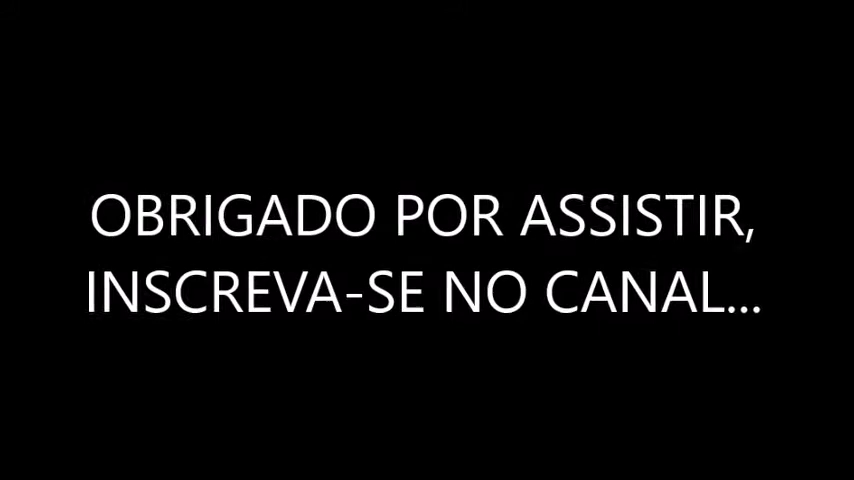 OBRIGADO POR ASSISTIR,
INSCREVA-SE NO CANAL...